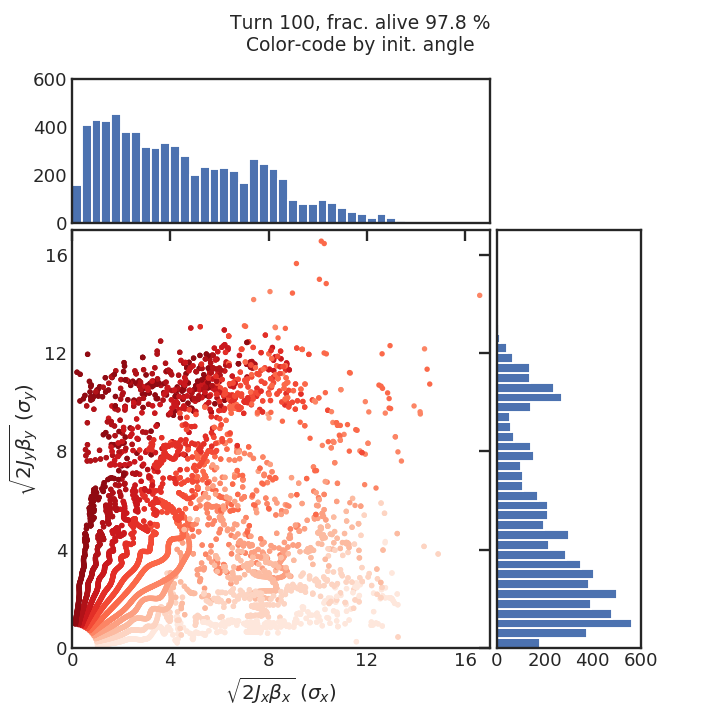 Turn 100, frac. alive 97.8 %
Color-code by init. angle
600
400
200
0
16
12
8
4
0
√2J_yβ_y (σ_y)
0 4 8 12 16
√2J_xβ_x (σ_x)
0 200 400 600